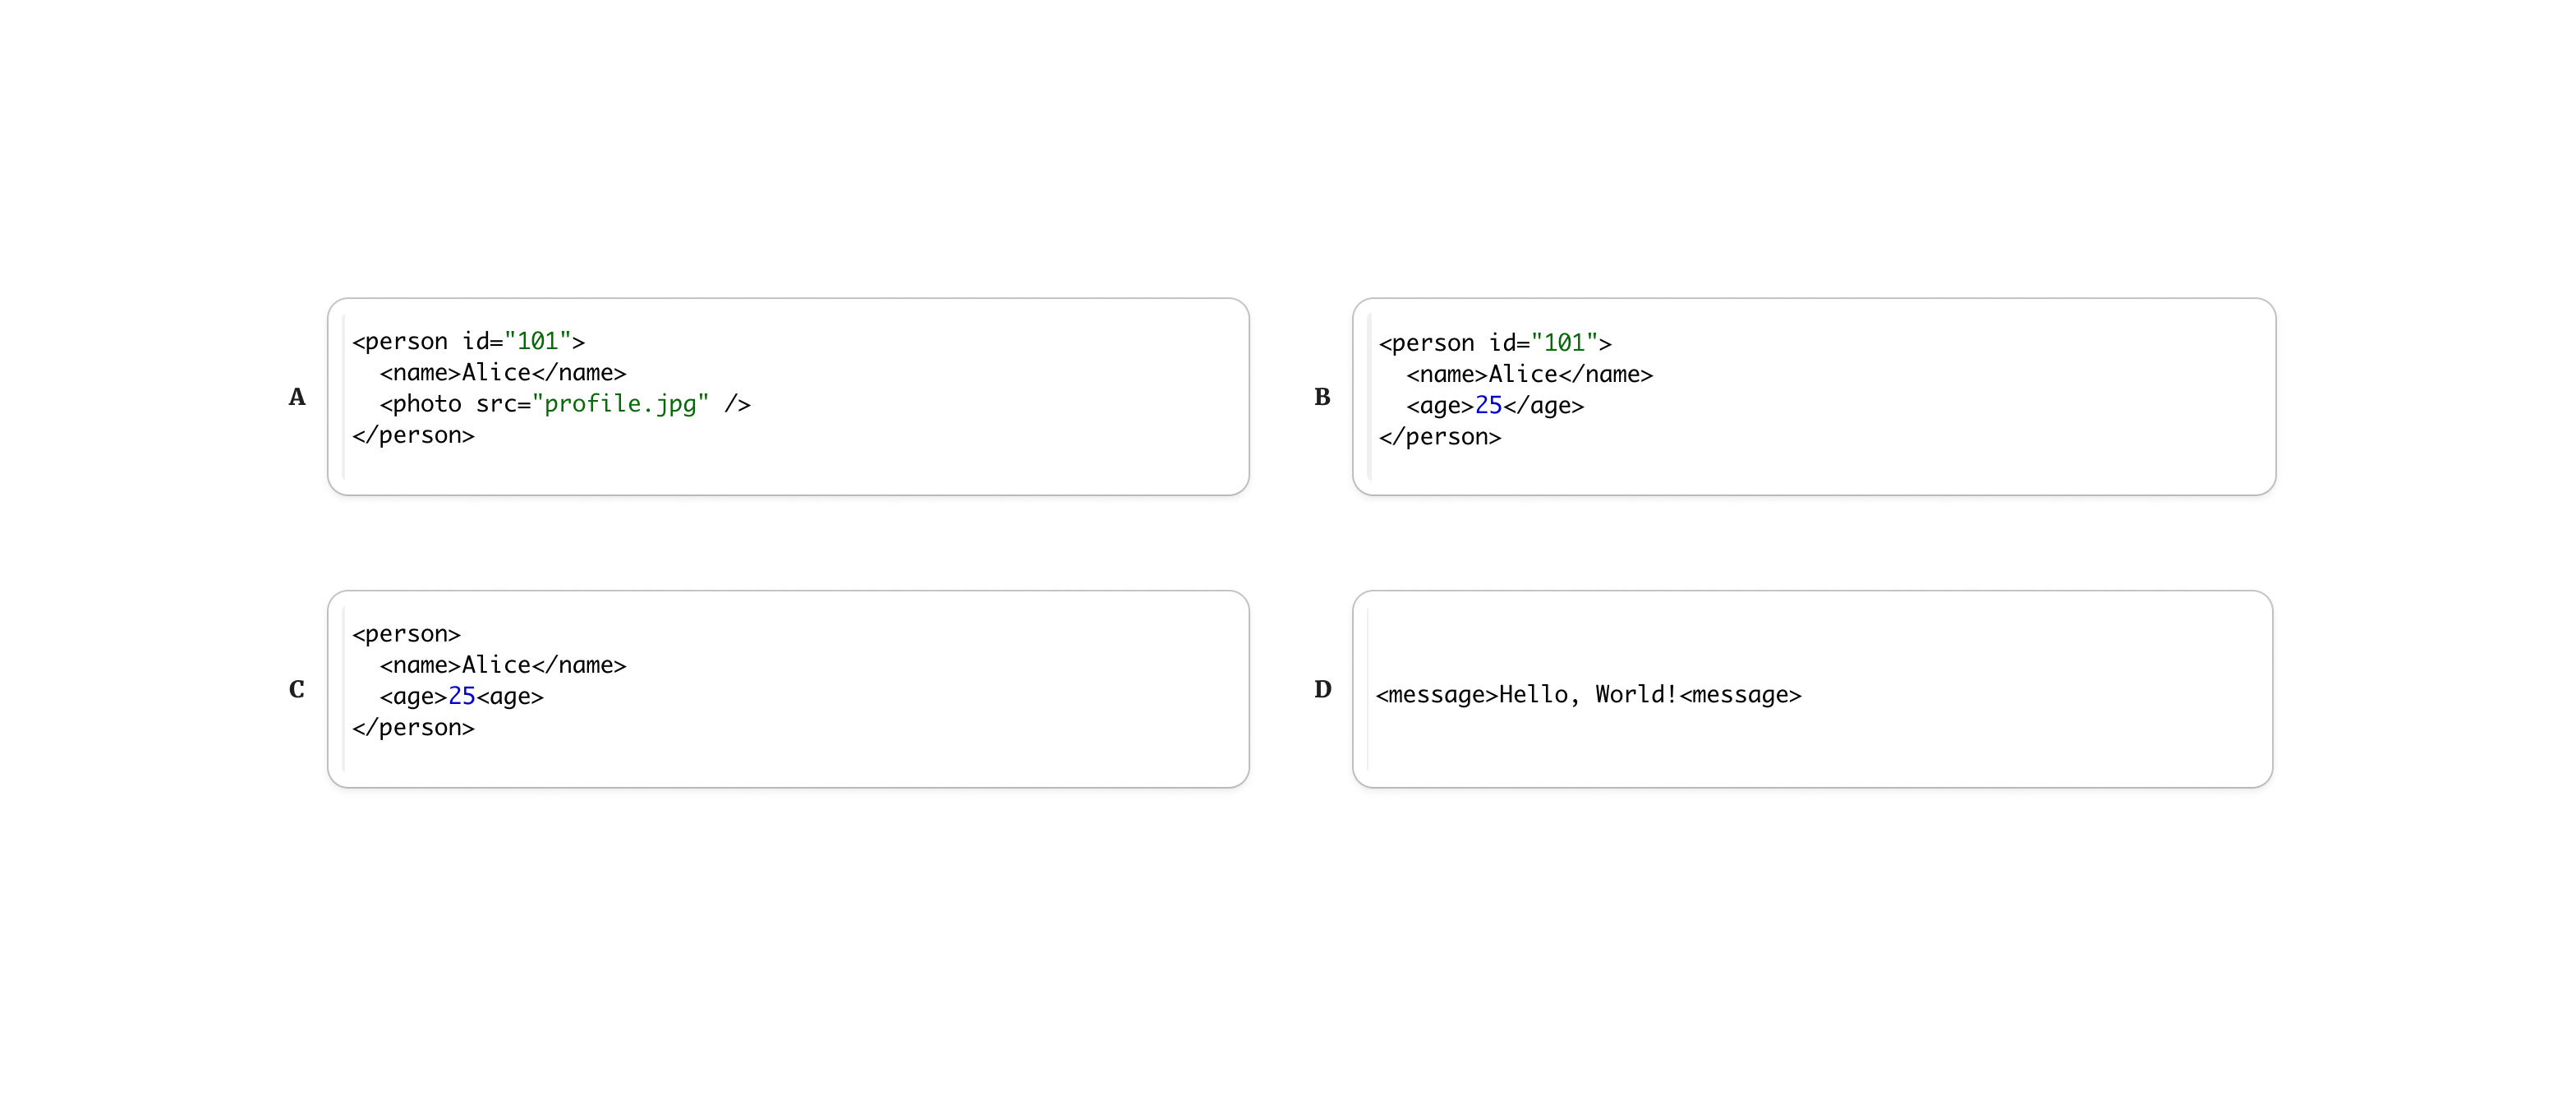 A
<person id="101">
  <name>Alice</name>
  <photo src="profile.jpg" />
</person>
B
<person id="101">
  <name>Alice</name>
  <age>25</age>
</person>
C
<person>
  <name>Alice</name>
  <age>25<age>
</person>
D
<message>Hello, World!<message>